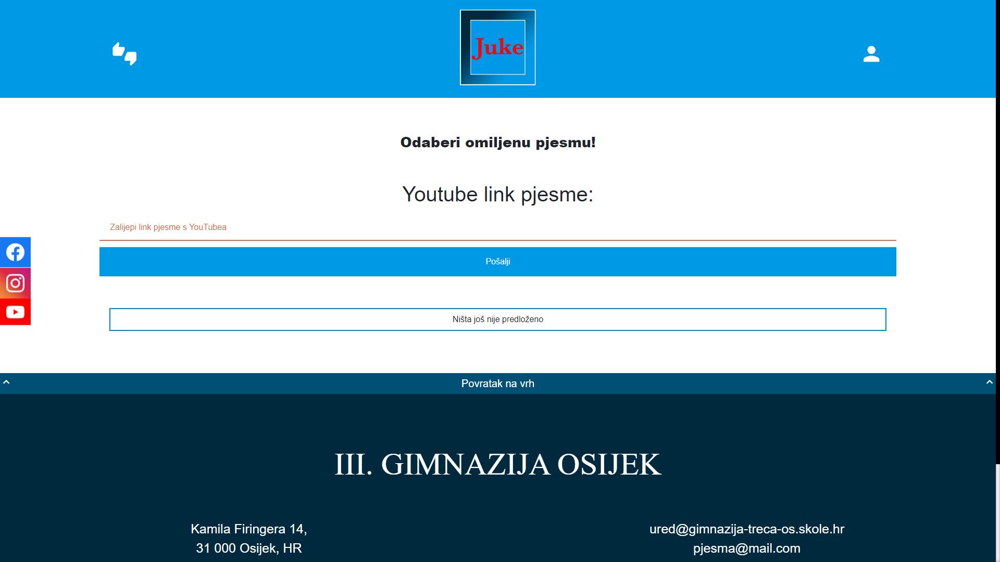 Juke
Odaberi omiljenu pjesmu!
Youtube link pjesme:
Zalijepi link pjesme s YouTubea
Pošalji
Ništa još nije predloženo
Povratak na vrh
III. GIMNAZIJA OSIJEK
Kamila Firingera 14,
31 000 Osijek, HR
ured@gimnazija-treca-os.skole.hr
pjesma@mail.com